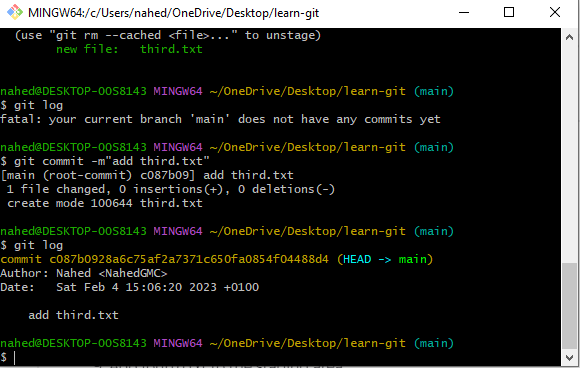 MINGW64:/c/Users/nahed/OneDrive/Desktop/learn-git
(use "git rm --cached <file>..." to unstage)
new file:   third.txt
nahed@DESKTOP-OOS8143 MINGW64 ~/OneDrive/Desktop/learn-git (main)
$ git log
fatal: your current branch 'main' does not have any commits yet
nahed@DESKTOP-OOS8143 MINGW64 ~/OneDrive/Desktop/learn-git (main)
$ git commit -m"add third.txt"
[main (root-commit) c087b09] add third.txt
1 file changed, 0 insertions(+), 0 deletions(-)
create mode 100644 third.txt
nahed@DESKTOP-OOS8143 MINGW64 ~/OneDrive/Desktop/learn-git (main)
$ git log
commit c087b0928a6c75af2a7371c650fa0854f04488d4 (HEAD -> main)
Author: Nahed <NahedGMC>
Date:   Sat Feb 4 15:06:20 2023 +0100
add third.txt
nahed@DESKTOP-OOS8143 MINGW64 ~/OneDrive/Desktop/learn-git (main)
$